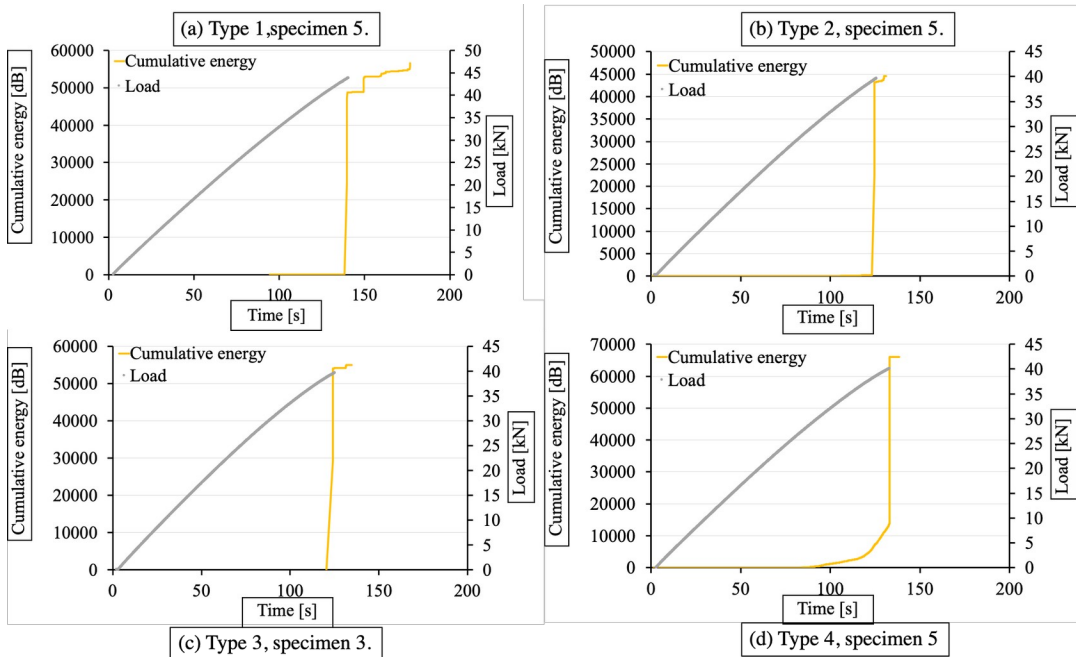 (a) Type 1,specimen 5.
Cumulative energy [dB]
60000
50000
40000
30000
20000
10000
0
Cumulative energy
Load
50
45
40
35
30
25
20
15
10
5
0
Load [kN]
0 50 100 150 200
Time [s]
(b) Type 2, specimen 5.
Cumulative energy [dB]
50000
45000
40000
35000
30000
25000
20000
15000
10000
5000
0
Cumulative energy
Load
45
40
35
30
25
20
15
10
5
0
Load [kN]
0 50 100 150 200
Time [s]
Cumulative energy [dB]
60000
50000
40000
30000
20000
10000
0
Cumulative energy
Load
45
40
35
30
25
20
15
10
5
0
Load [kN]
0 50 100 150 200
Time [s]
(c) Type 3, specimen 3.
Cumulative energy [dB]
70000
60000
50000
40000
30000
20000
10000
0
Cumulative energy
Load
45
40
35
30
25
20
15
10
5
0
Load [kN]
0 50 100 150 200
Time [s]
(d) Type 4, specimen 5